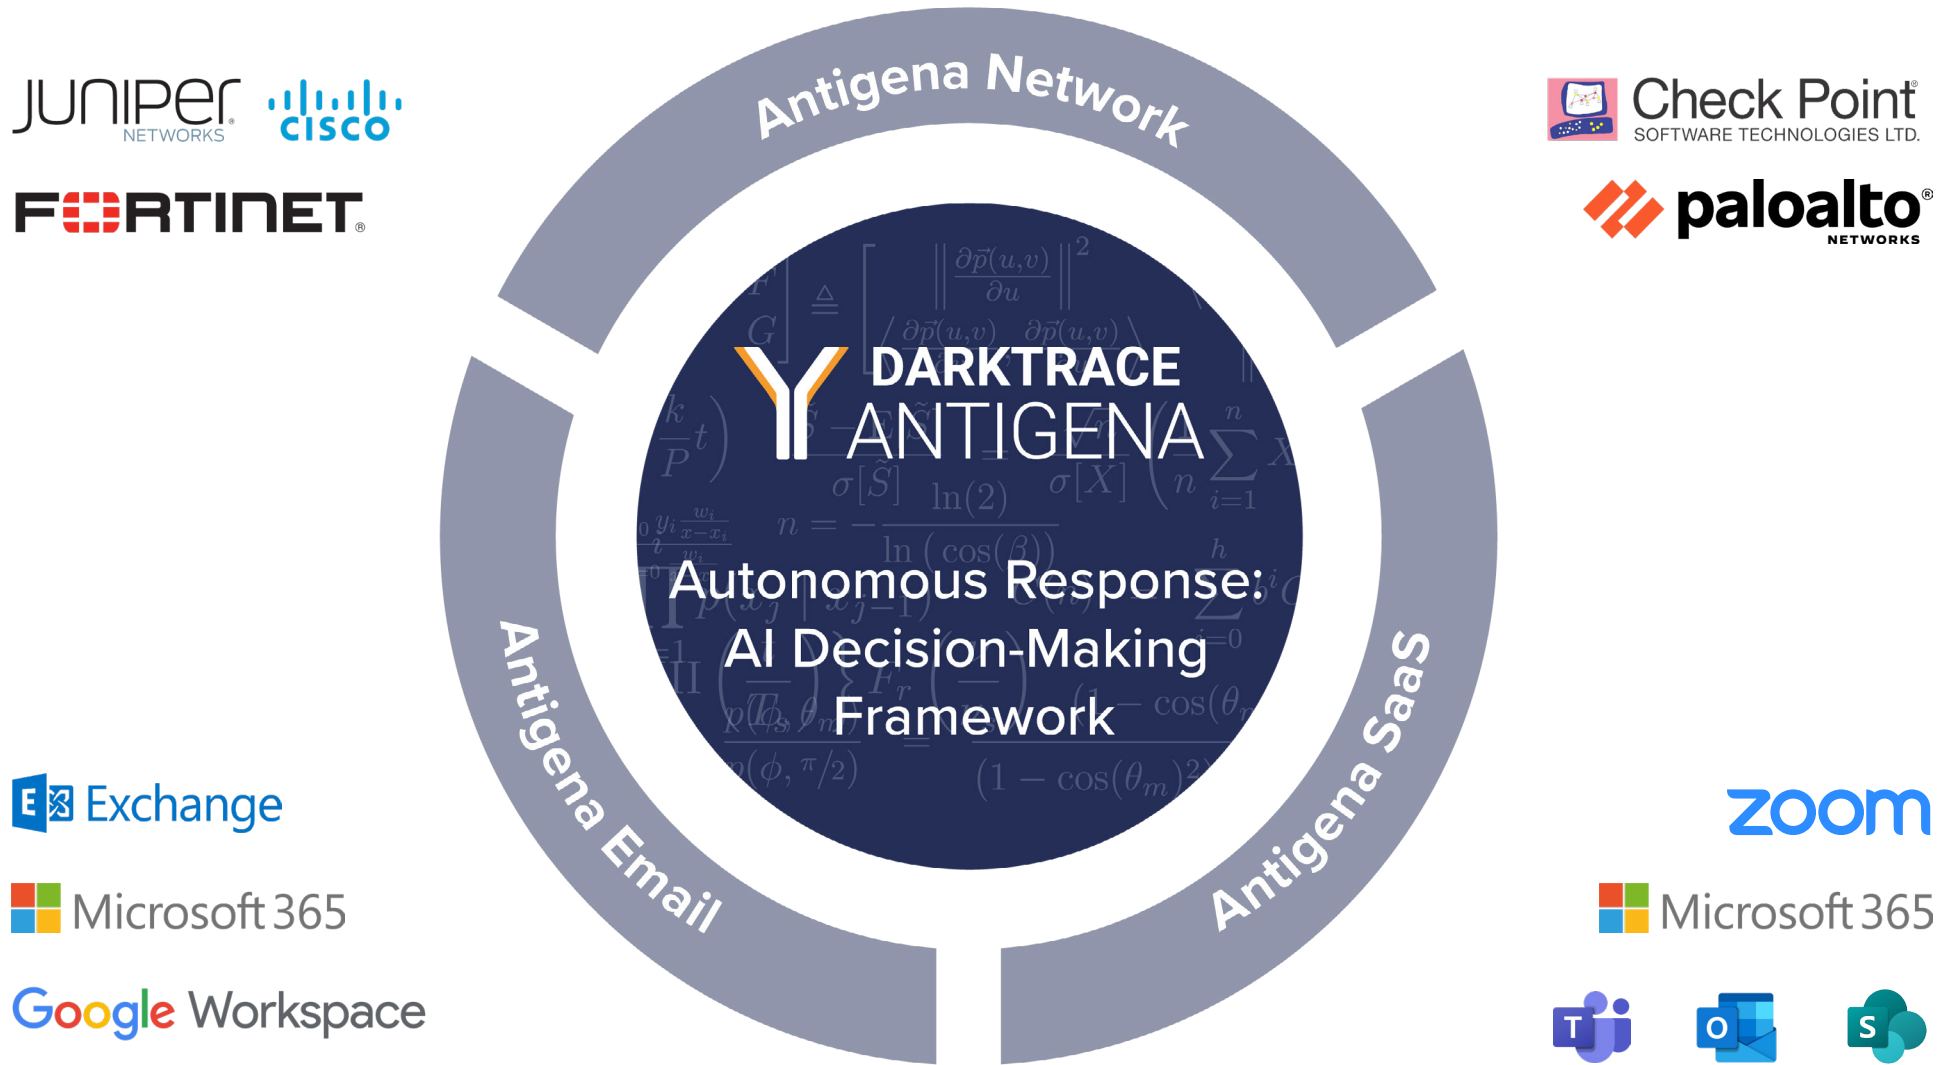 JUNIPER
NETWORKS
CISCO
FORTINET®
Antigena Network
Check Point
SOFTWARE TECHNOLOGIES LTD.
paloalto®
NETWORKS
DARKTRACE
ANTIGENA
Autonomous Response:
AI Decision-Making
Framework
Antigena Email
Antigena SaaS
E Exchange
Microsoft 365
Google Workspace
zoom
Microsoft 365
T
O
S